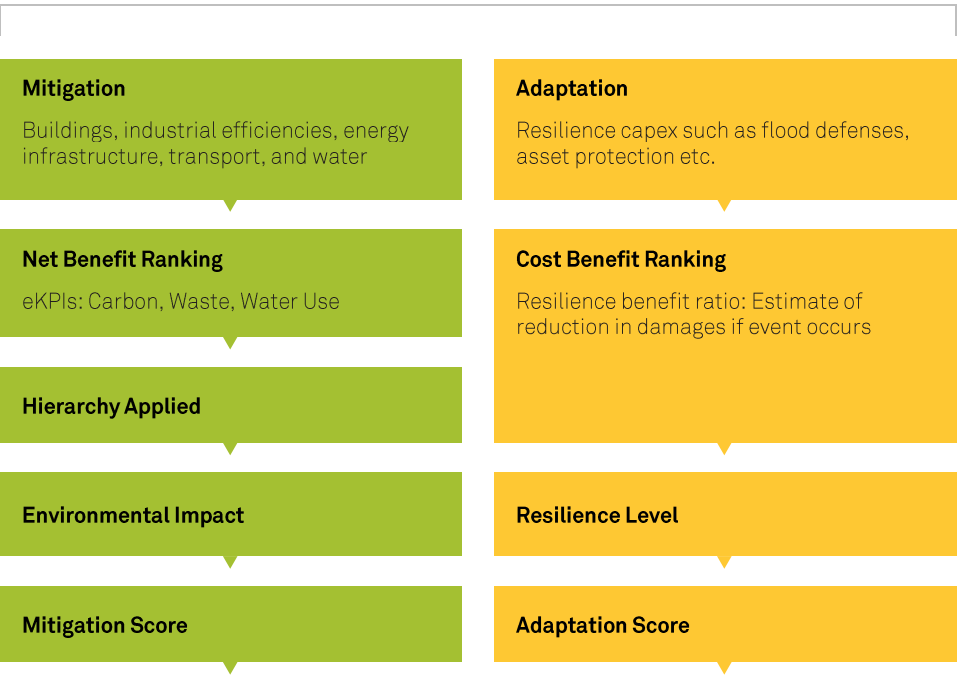 Mitigation
Buildings, industrial efficiencies, energy
infrastructure, transport, and water
Net Benefit Ranking
eKPIs: Carbon, Waste, Water Use
Hierarchy Applied
Environmental Impact
Mitigation Score
Adaptation
Resilience capex such as flood defenses,
asset protection etc.
Cost Benefit Ranking
Resilience benefit ratio: Estimate of
reduction in damages if event occurs
Resilience Level
Adaptation Score